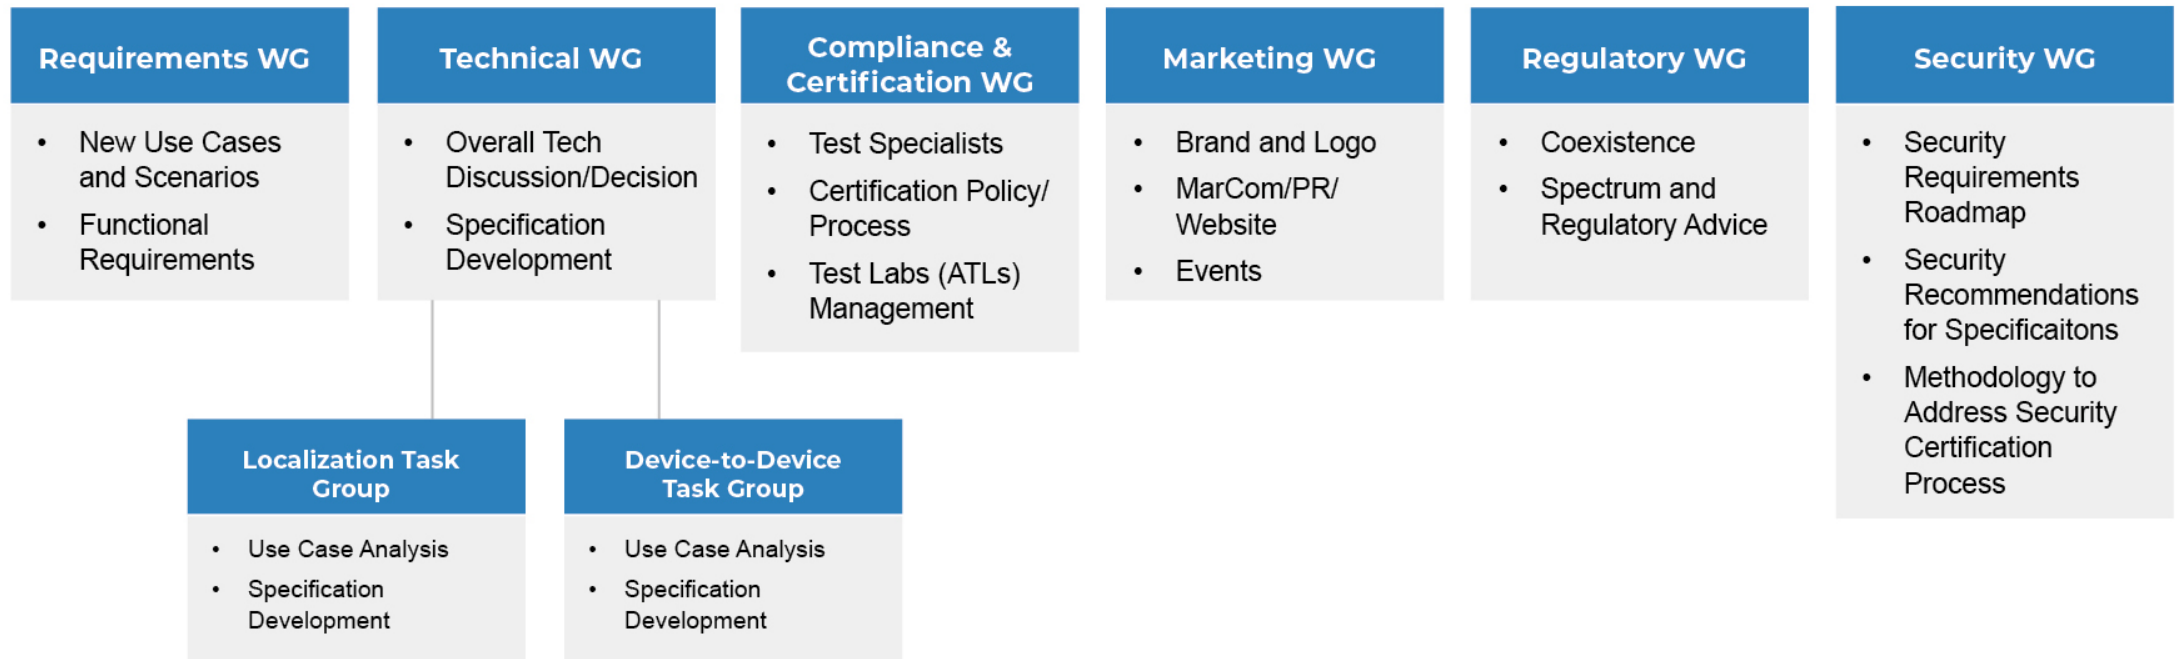 Requirements WG
• New Use Cases
and Scenarios
• Functional
Requirements
Technical WG
• Overall Tech
Discussion/Decision
• Specification
Development
Compliance &
Certification WG
• Test Specialists
• Certification Policy/
Process
• Test Labs (ATLs)
Management
Marketing WG
• Brand and Logo
• MarCom/PR/
Website
• Events
Regulatory WG
• Coexistence
• Spectrum and
Regulatory Advice
Security WG
• Security
Requirements
Roadmap
• Security
Recommendations
for Specificaitons
• Methodology to
Address Security
Certification
Process
Localization Task
Group
• Use Case Analysis
• Specification
Development
Device-to-Device
Task Group
• Use Case Analysis
• Specification
Development